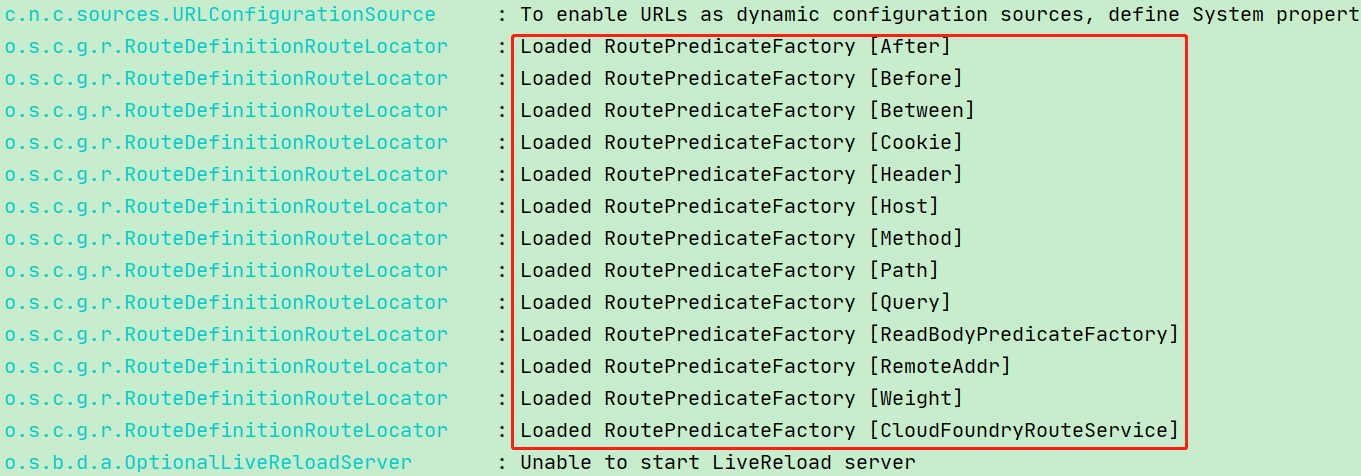 c.n.c.sources.URLConfigurationSource : To enable URLs as dynamic configuration sources, define System propert
o.s.c.g.r.RouteDefinitionRouteLocator : Loaded RoutePredicateFactory [After]
o.s.c.g.r.RouteDefinitionRouteLocator : Loaded RoutePredicateFactory [Before]
o.s.c.g.r.RouteDefinitionRouteLocator : Loaded RoutePredicateFactory [Between]
o.s.c.g.r.RouteDefinitionRouteLocator : Loaded RoutePredicateFactory [Cookie]
o.s.c.g.r.RouteDefinitionRouteLocator : Loaded RoutePredicateFactory [Header]
o.s.c.g.r.RouteDefinitionRouteLocator : Loaded RoutePredicateFactory [Host]
o.s.c.g.r.RouteDefinitionRouteLocator : Loaded RoutePredicateFactory [Method]
o.s.c.g.r.RouteDefinitionRouteLocator : Loaded RoutePredicateFactory [Path]
o.s.c.g.r.RouteDefinitionRouteLocator : Loaded RoutePredicateFactory [Query]
o.s.c.g.r.RouteDefinitionRouteLocator : Loaded RoutePredicateFactory [ReadBodyPredicateFactory]
o.s.c.g.r.RouteDefinitionRouteLocator : Loaded RoutePredicateFactory [RemoteAddr]
o.s.c.g.r.RouteDefinitionRouteLocator : Loaded RoutePredicateFactory [Weight]
o.s.c.g.r.RouteDefinitionRouteLocator : Loaded RoutePredicateFactory [CloudFoundryRouteService]
o.s.b.d.a.OptionalLiveReloadServer : Unable to start LiveReload server